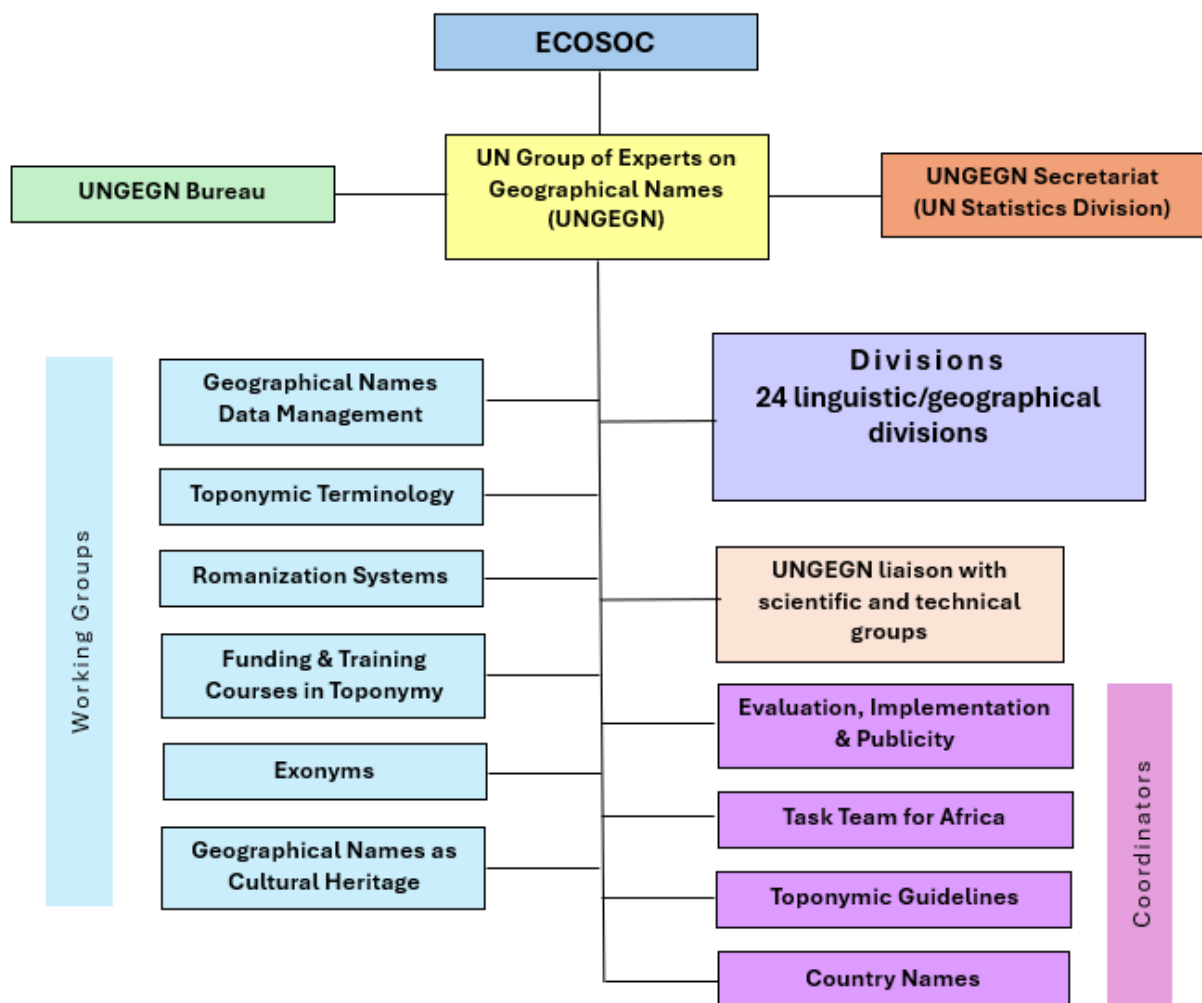 ECOSOC
UNGEGN Bureau
UN Group of Experts on
Geographical Names
(UNGEGN)
UNGEGN Secretariat
(UN Statistics Division)
Working Groups
Geographical Names
Data Management
Toponymic Terminology
Romanization Systems
Funding & Training
Courses in Toponymy
Exonyms
Geographical Names as
Cultural Heritage
Divisions
24 linguistic/geographical
divisions
UNGEGN liaison with
scientific and technical
groups
Evaluation, Implementation
& Publicity
Task Team for Africa
Toponymic Guidelines
Country Names
Coordinators